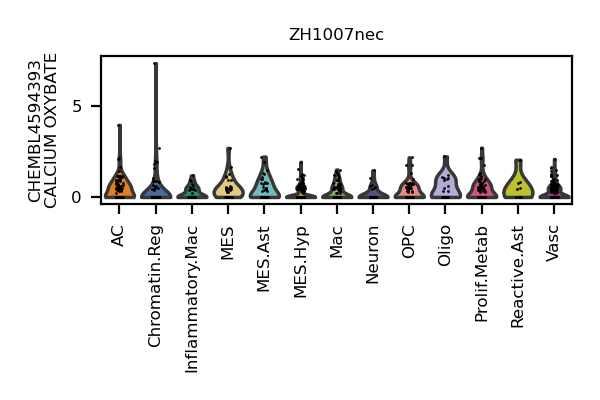 ZH1007nec
CHEMBL4594393
CALCIUM OXYBATE
5
0
AC
Chromatin.Reg
Inflammatory.Mac
MES
MES.Ast
MES.Hyp
Mac
Neuron
OPC
Oligo
Prolif.Metab
Reactive.Ast
Vasc